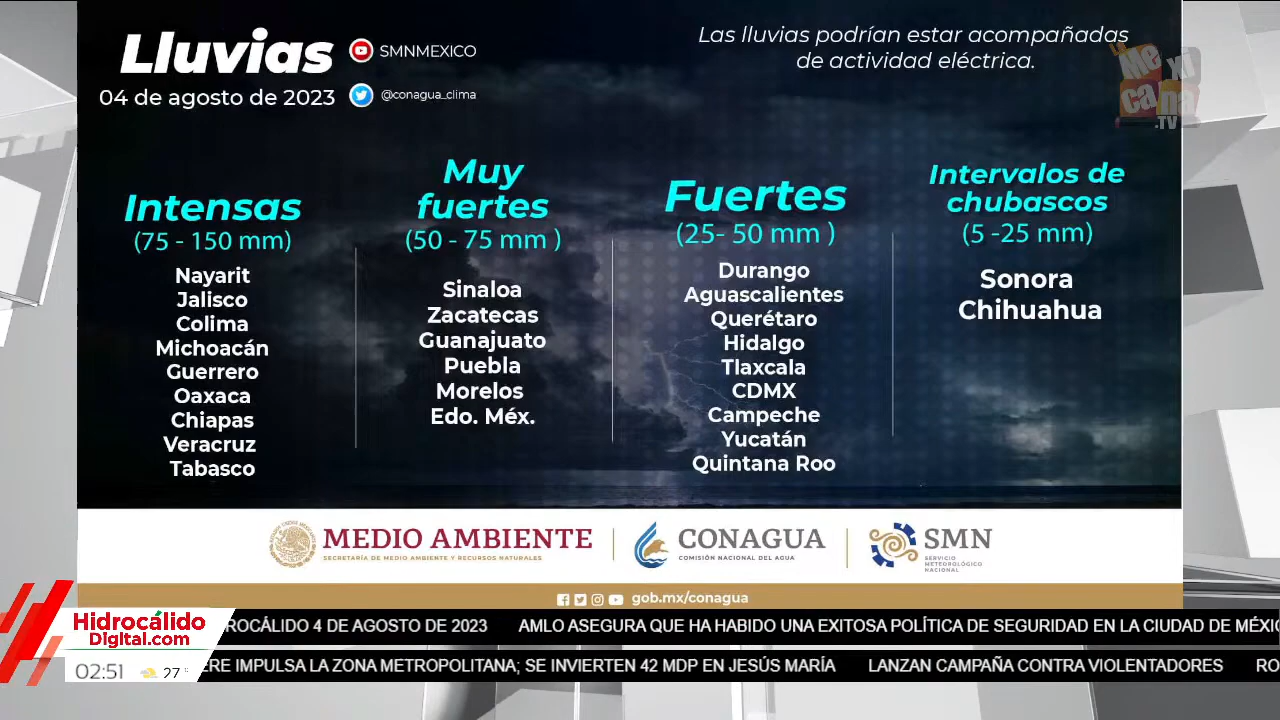 Lluvias
SMNMEXICO
04 de agosto de 2023
@conagua_clima
Las lluvias podrían estar acompañadas
de actividad eléctrica.
Mexi
cana
.TV
Intensas
(75 - 150 mm)
Nayarit
Jalisco
Colima
Michoacán
Guerrero
Oaxaca
Chiapas
Veracruz
Tabasco
Muy
fuertes
(50 - 75 mm )
Sinaloa
Zacatecas
Guanajuato
Puebla
Morelos
Edo. Méx.
Fuertes
(25- 50 mm )
Durango
Aguascalientes
Querétaro
Hidalgo
Tlaxcala
CDMX
Campeche
Yucatán
Quintana Roo
Intervalos de
chubascos
(5 -25 mm)
Sonora
Chihuahua
MEDIO AMBIENTE
SECRETARÍA DE MEDIO AMBIENTE Y RECURSOS NATURALES
CONAGUA
COMISIÓN NACIONAL DEL AGUA
SMN
SERVICIO
METEOROLÓGICO
NACIONAL
gob.mx/conagua
Hidrocálido
Digital.com
ROCÁLIDO 4 DE AGOSTO DE 2023 AMLO ASEGURA QUE HA HABIDO UNA EXITOSA POLÍTICA DE SEGURIDAD EN LA CIUDAD DE MÉXIC
02:51 27°
ERE IMPULSA LA ZONA METROPOLITANA; SE INVIERTEN 42 MDP EN JESÚS MARÍA LANZAN CAMPAÑA CONTRA VIOLENTADORES RO